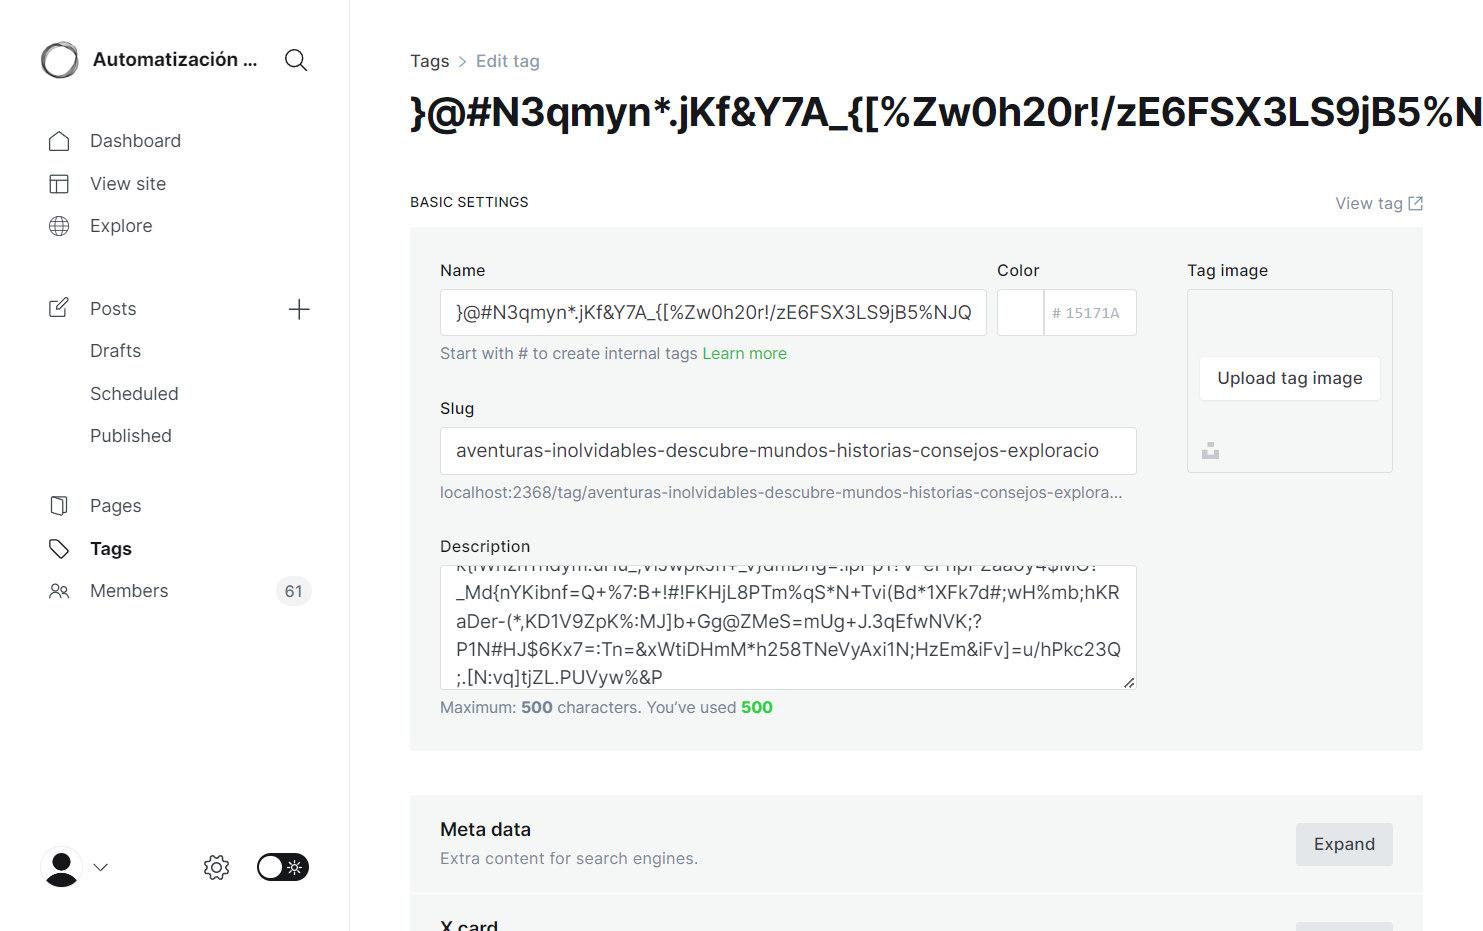 Automatización ...
Dashboard
View site
Explore
Posts
Drafts
Scheduled
Published
Pages
Tags
Members
61
Tags > Edit tag
}@#N3qmyn*.jKf&Y7A_{[%Zw0h20r!/zE6FSX3LS9jB5%N
BASIC SETTINGS
View tag
Name
}@#N3qmyn*.jKf&Y7A_{[%Zw0h20r!/zE6FSX3LS9jB5%NJQ
Start with # to create internal tags Learn more
Color
# 15171A
Tag image
Upload tag image
Slug
aventuras-inolvidables-descubre-mundos-historias-consejos-exploracio
localhost:2368/tag/aventuras-inolvidables-descubre-mundos-historias-consejos-explora...
Description
_Md{nYKibnf=Q+%7:B+!#!FKHjL8PTm%qS*N+Tvi(Bd*1XFk7d#;wH%mb;hKR
aDer-(*,KD1V9ZpK%:MJ]b+Gg@ZMeS=mUg+J.3qEfwNVK;?
P1N#HJ$6Kx7=:Tn=&xWtiDHmM*h258TNeVyAxi1N;HzEm&iFv]=u/hPkc23Q
;.[N:vq]tjZL.PUVyw%&P
Maximum: 500 characters. You've used 500
Meta data
Extra content for search engines.
Expand
X card